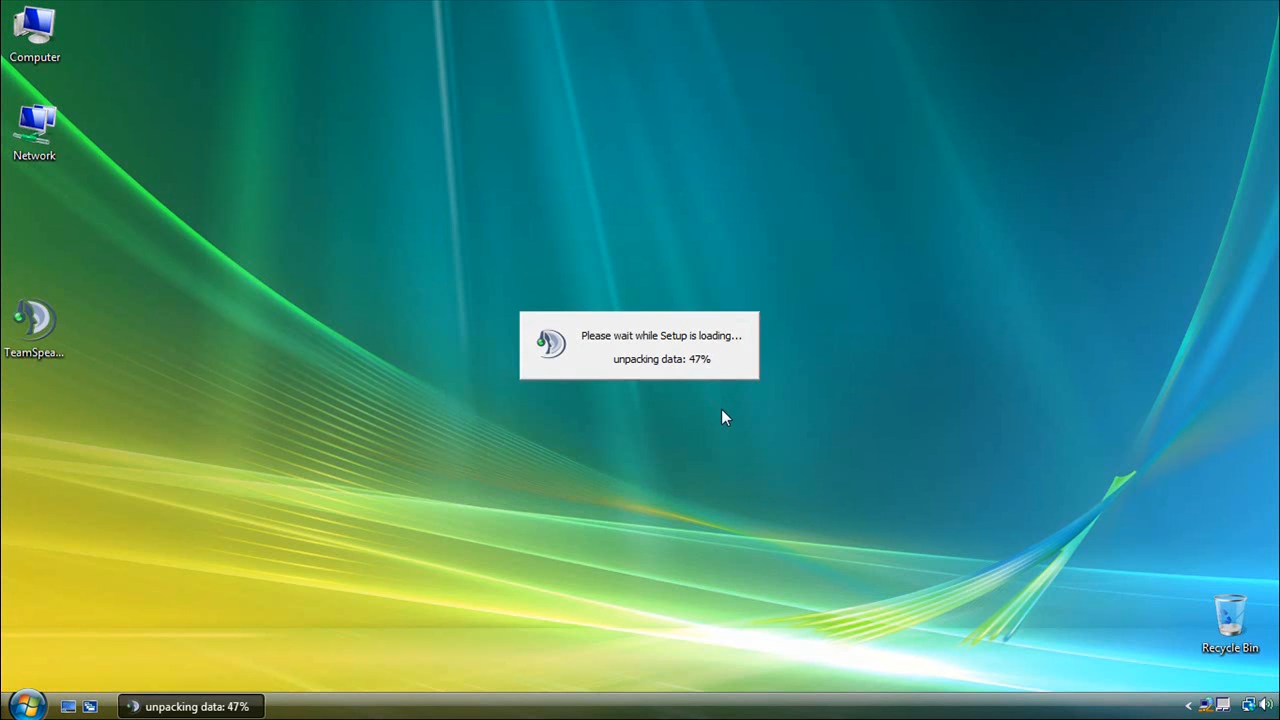 Computer
Network
TeamSpea...
Please wait while Setup is loading...
unpacking data: 47%
Recycle Bin
unpacking data: 47%